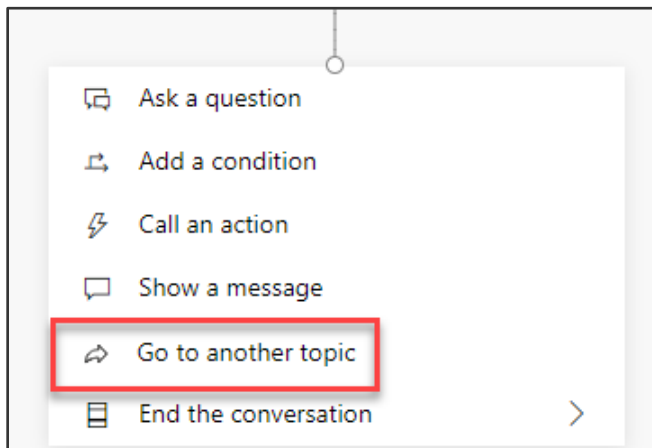 Ask a question
Add a condition
Call an action
Show a message
Go to another topic
End the conversation